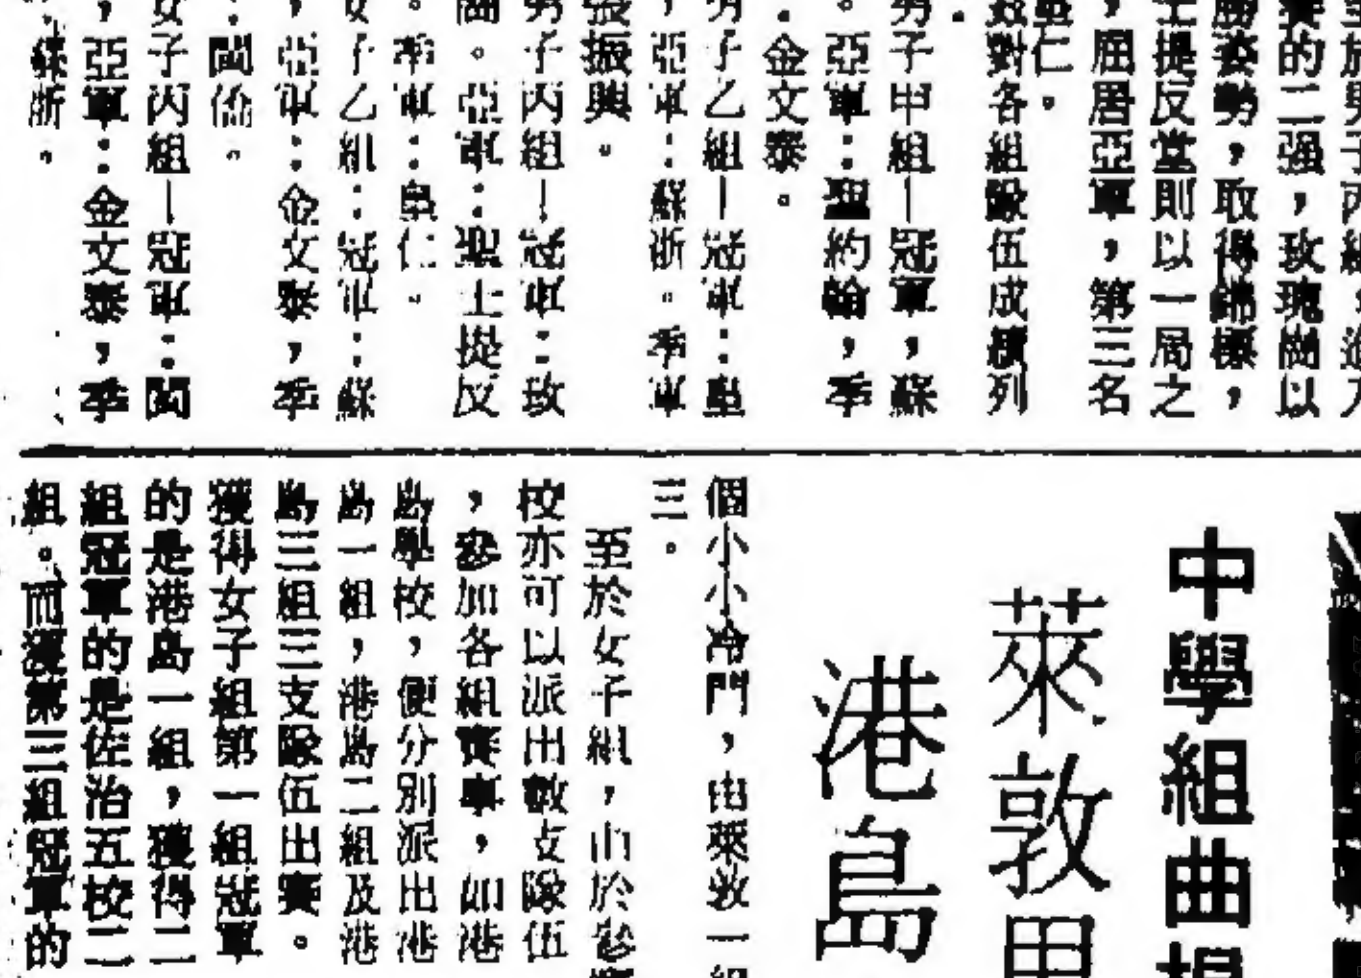 至於男子丙組，進入
賽的二强，玫瑰崗以
勝姿勢，取得錦標，
士提反堂則以一局之
，屈居亞軍，第三名
皇仁。
對各組隊伍成績列
男子甲組—冠軍，蘇
。亞軍：聖約翰，季
．金文泰。
男子乙組—冠軍：皇
，亞軍：蘇浙。季軍
張振興。
男子丙組—冠軍：玫
崗。亞軍：聖士提反
。季軍：皇仁。
女子乙組：冠軍：蘇
，亞軍：金文泰，季
：閩僑。
女子丙組—冠軍：閩
，亞軍：金文泰，季
：蘇浙。
中學組曲棍
萊敦男
港島
個小小冷門，由萊敦一組
三。
至於女子組，由於參賽
校亦可以派出數支隊伍
，參加各組賽事，如港
島學校，便分別派出港
島一組，港島二組及港
島三組三支隊伍出賽。
獲得女子組第一組冠軍
的是港島一組，獲得二
組冠軍的是佐治五校二
組。而獲第三組冠軍的